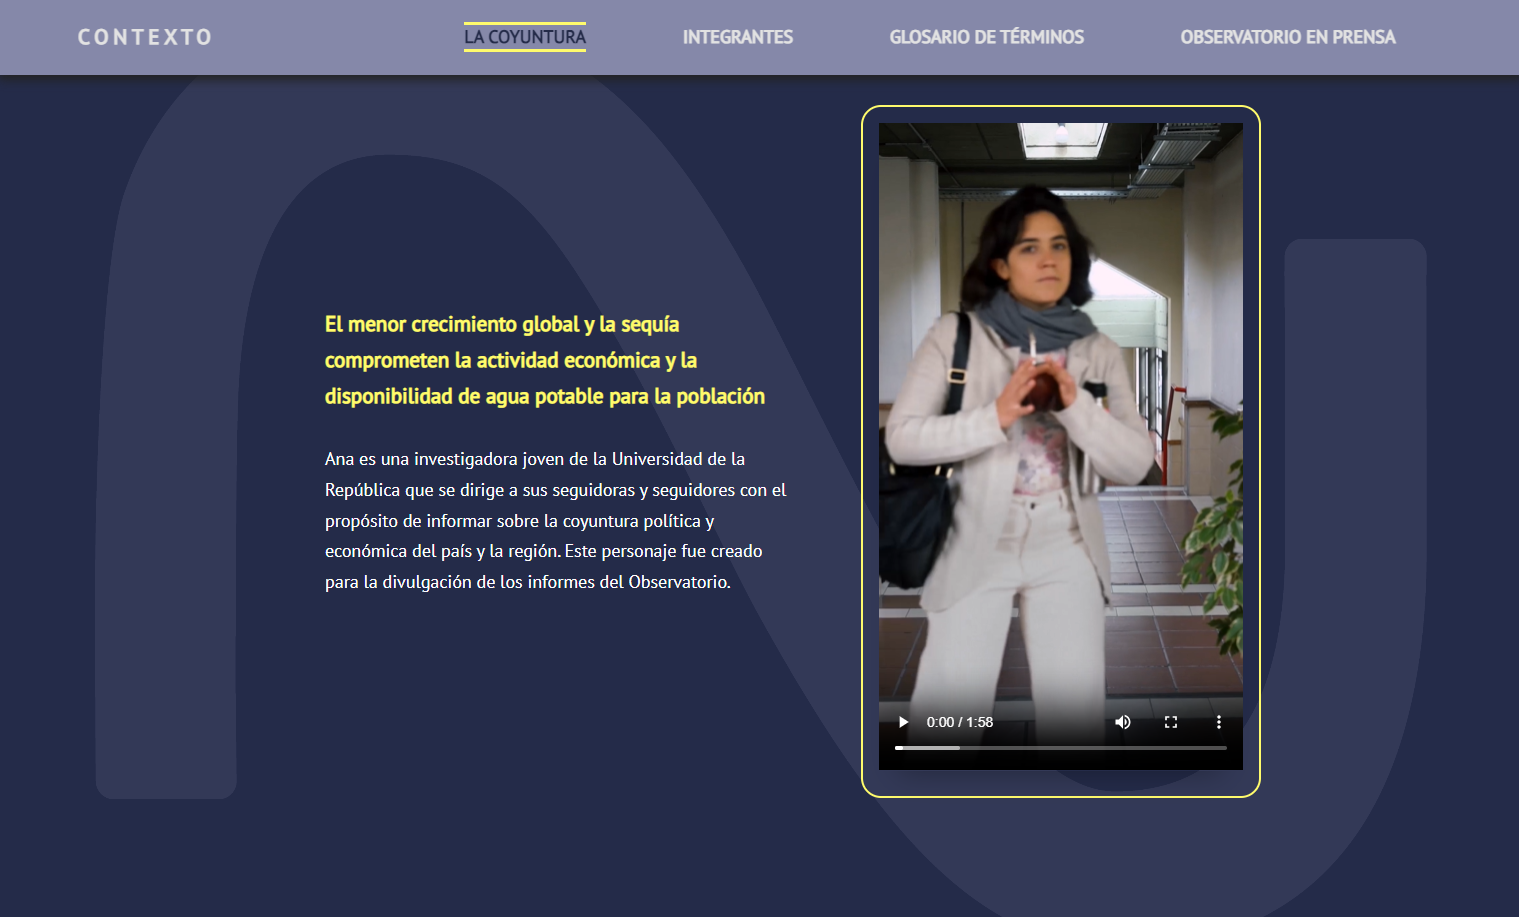 CONTEXTO
LA COYUNTURA
INTEGRANTES
GLOSARIO DE TÉRMINOS
OBSERVATORIO EN PRENSA
El menor crecimiento global y la sequía
comprometen la actividad económica y la
disponibilidad de agua potable para la población
Ana es una investigadora joven de la Universidad de la
República que se dirige a sus seguidoras y seguidores con el
propósito de informar sobre la coyuntura política y
económica del país y la región. Este personaje fue creado
para la divulgación de los informes del Observatorio.
0:00 / 1:58